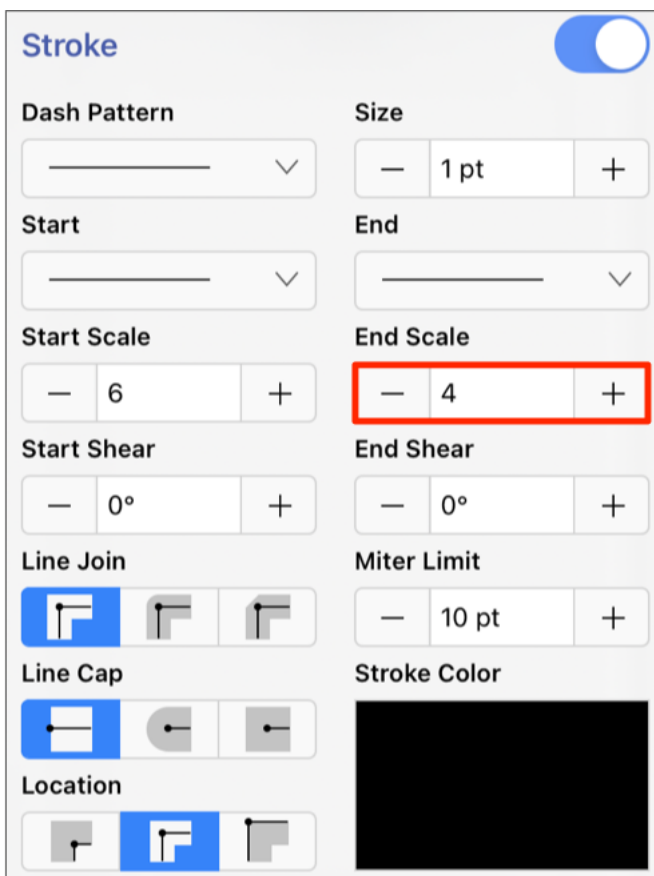 Stroke
Dash Pattern Size
— 1 pt +
Start End
Start Scale End Scale
— 6 + — 4 +
Start Shear End Shear
— 0° + — 0° +
Line Join Miter Limit
— 10 pt +
Line Cap Stroke Color
Location